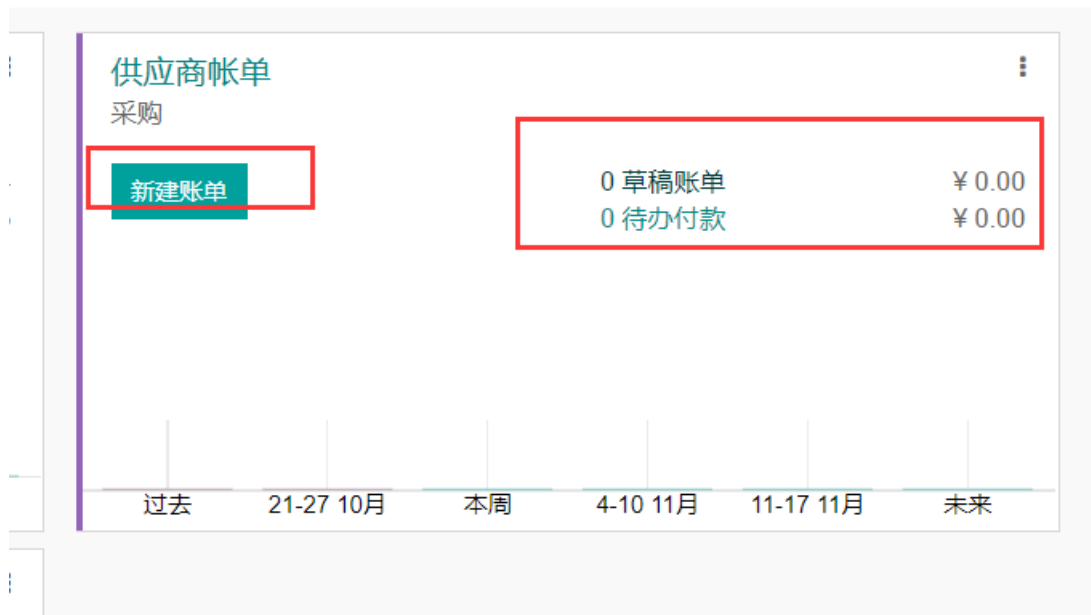 供应商帐单
采购
新建账单
0 草稿账单 ¥ 0.00
0 待办付款 ¥ 0.00
过去 21-27 10月 本周 4-10 11月 11-17 11月 未来